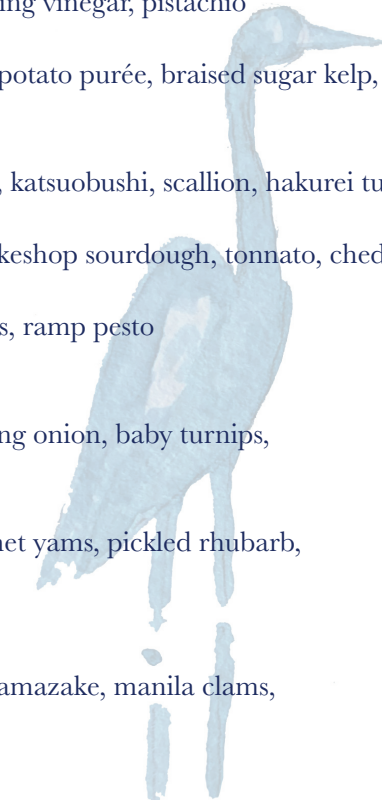 ing vinegar, pistachio
potato purée, braised sugar kelp,
, katsuobushi, scallion, hakurei tu
keshop sourdough, tonnato, ched
s, ramp pesto
ng onion, baby turnips,
net yams, pickled rhubarb,
amazake, manila clams,